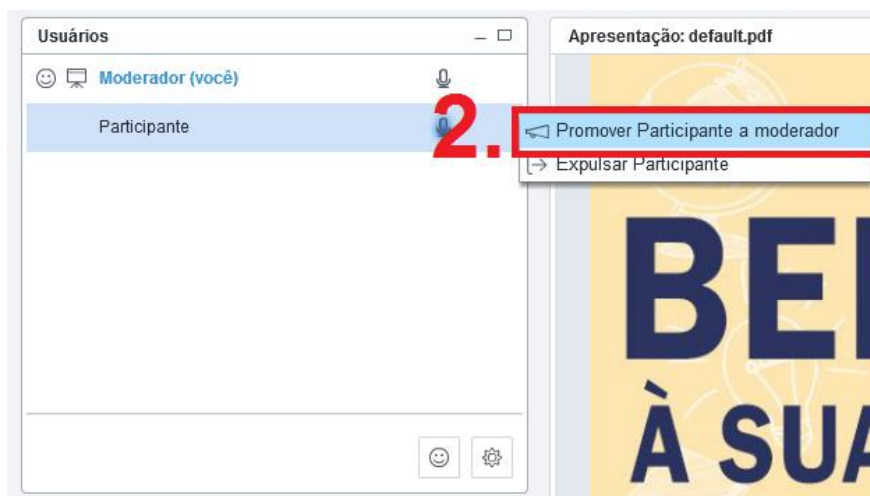 Usuários
Moderador (você)
Participante
2.
Apresentação: default.pdf
Promover Participante a moderador
Expulsar Participante
BE
À SUA